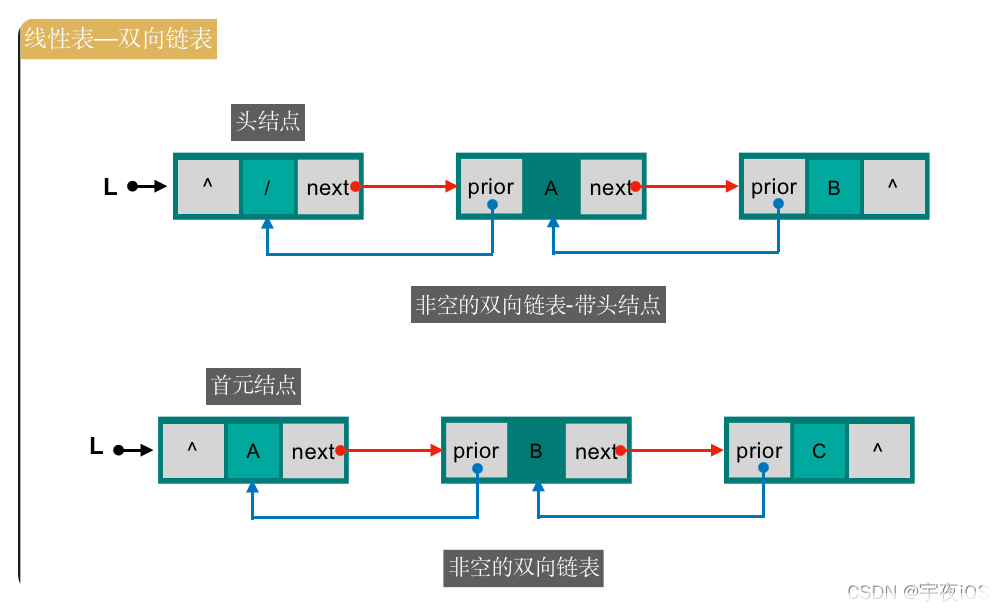 线性表—双向链表
头结点
L ^ / next prior A next prior B ^
非空的双向链表-带头结点
首元结点
L ^ A next prior B next prior C ^
非空的双向链表
CSDN @宇夜iOS